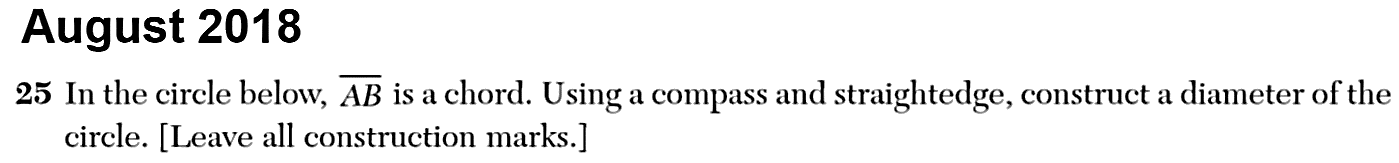 August 2018
25 In the circle below, AB is a chord. Using a compass and straightedge, construct a diameter of the
circle. [Leave all construction marks.]